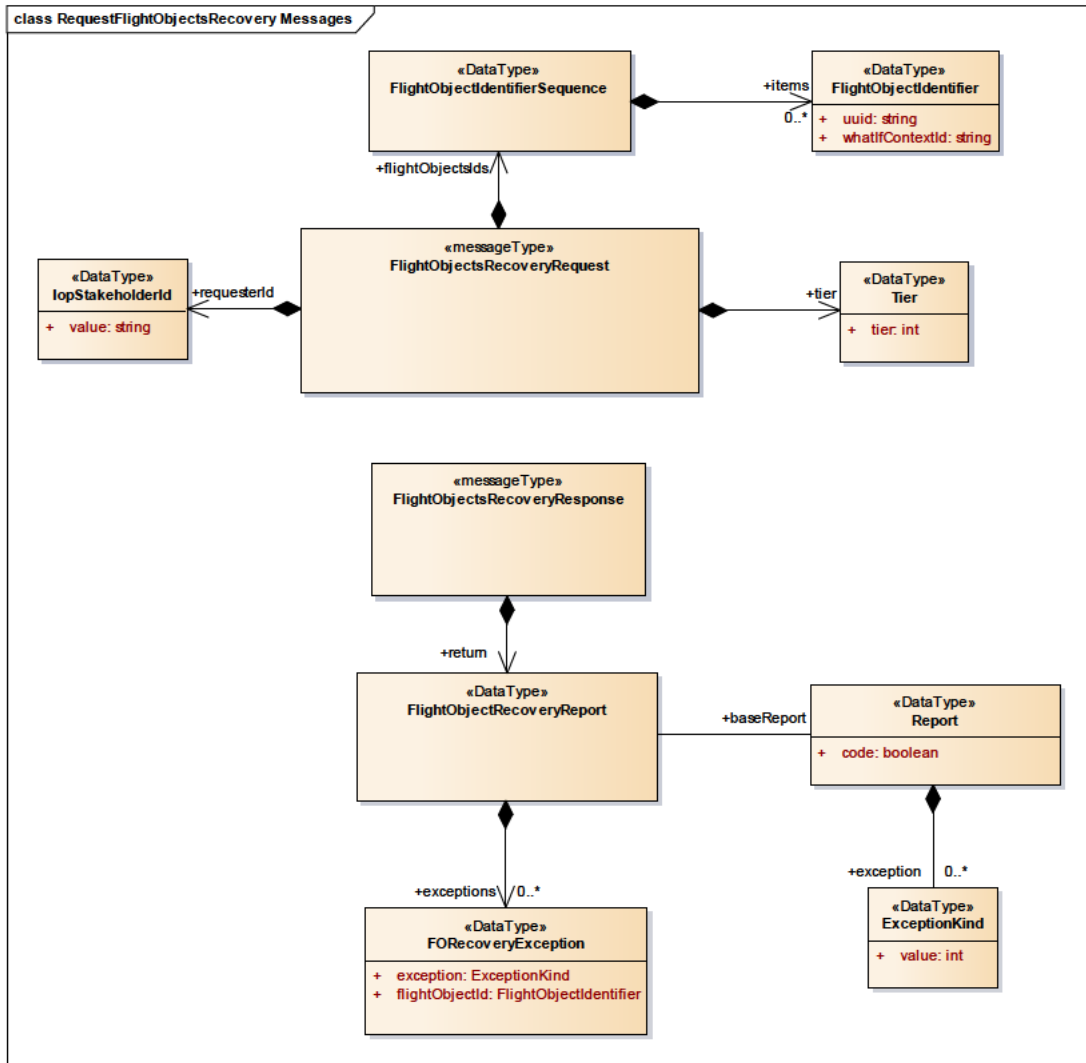 class RequestFlightObjectsRecovery Messages
«DataType»
FlightObjectIdentifierSequence
+items
0..*
«DataType»
FlightObjectIdentifier
+ uuid: string
+ whatIfContextId: string
+flightObjectsIds
«messageType»
FlightObjectsRecoveryRequest
«DataType»
IopStakeholderId
+ value: string
+requesterId
+tier
«DataType»
Tier
+ tier: int
«messageType»
FlightObjectsRecoveryResponse
+return
«DataType»
FlightObjectRecoveryReport
+baseReport
«DataType»
Report
+ code: boolean
+exceptions
0..*
+exception
0..*
«DataType»
FORecoveryException
+ exception: ExceptionKind
+ flightObjectId: FlightObjectIdentifier
«DataType»
ExceptionKind
+ value: int